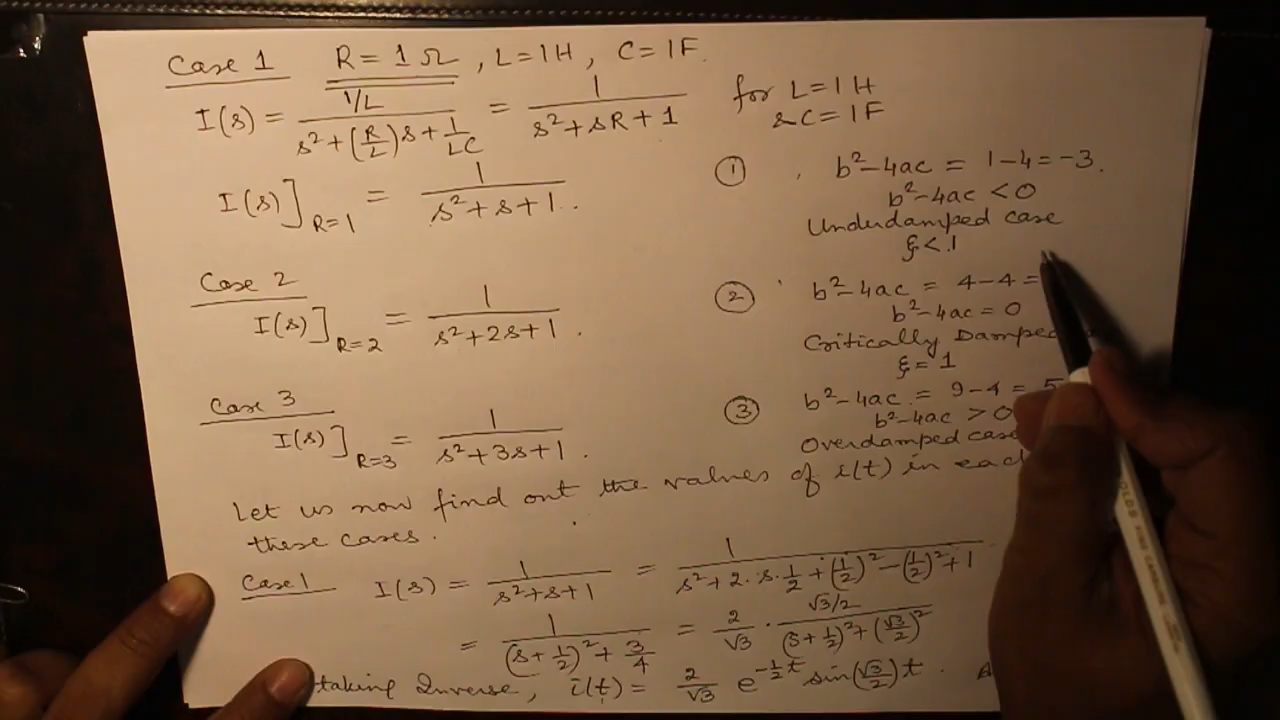 Case 1 R = 1 Ω , L = 1 H , C = 1 F.
I(s) = (1/L) / (s² + (R/L)s + 1/LC) = 1 / (s² + sR + 1) for L = 1 H
& C = 1 F
I(s)]R=1 = 1 / (s² + s + 1) .
① b² - 4ac = 1 - 4 = -3 .
b² - 4ac < 0
Underdamped case
ξ < 1
Case 2
I(s)]R=2 = 1 / (s² + 2s + 1) .
② b² - 4ac = 4 - 4 =
b² - 4ac = 0
Critically Damped
ξ = 1
Case 3
I(s)]R=3 = 1 / (s² + 3s + 1) .
③ b² - 4ac = 9 - 4 = 5
b² - 4ac > 0
Overdamped case
Let us now find out the values of i(t) in each
these cases .
Case 1 I(s) = 1 / (s² + s + 1) = 1 / (s² + 2 · s · 1/2 + (1/2)² - (1/2)² + 1)
= 1 / ((s + 1/2)² + 3/4) = 2/√3 · (√3/2) / ((s + 1/2)² + (√3/2)²)
taking Inverse, i(t) = 2/√3 e^(-1/2 t) sin(√3/2)t .